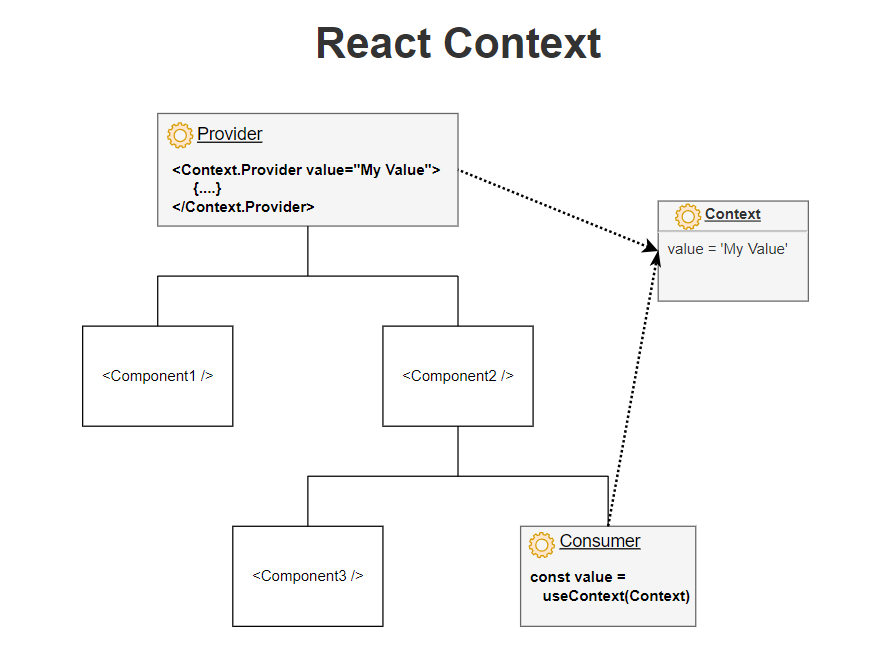 React Context
Provider
<Context.Provider value="My Value">
{....}
</Context.Provider>
Context
value = 'My Value'
<Component1 />
<Component2 />
<Component3 />
Consumer
const value =
useContext(Context)